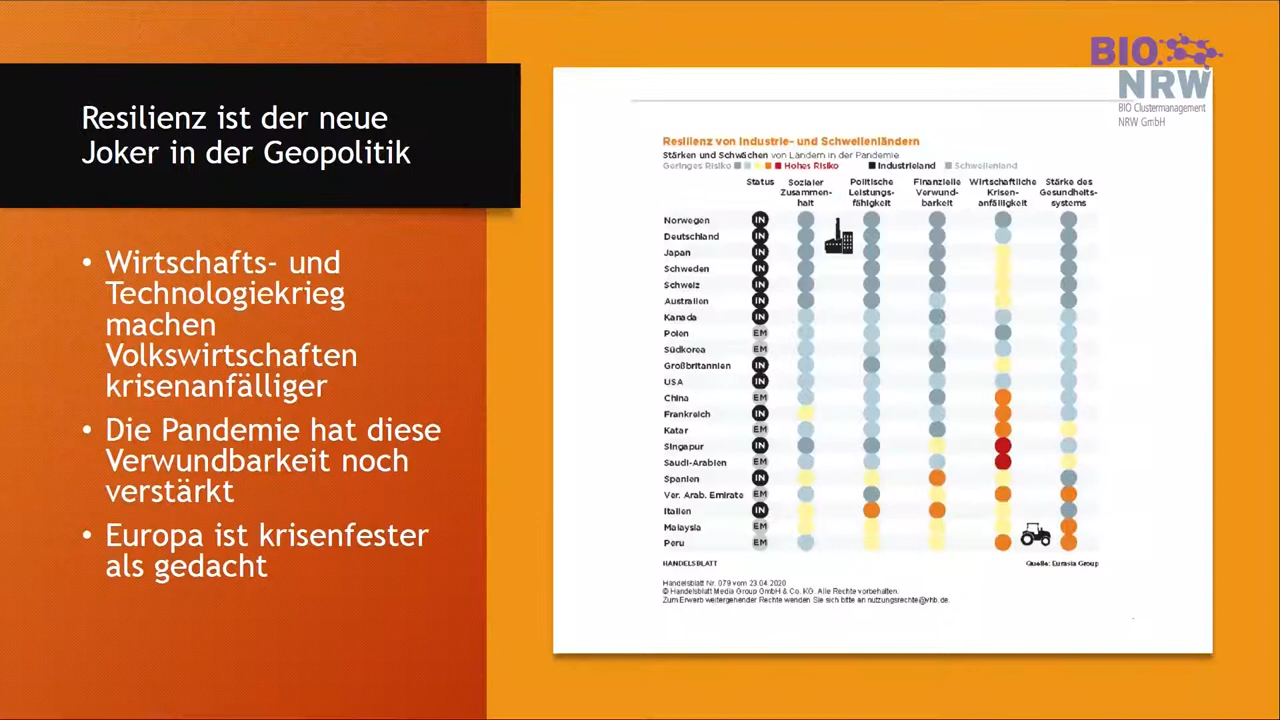 BIO
NRW
BIO Clustermanagement
NRW GmbH
Resilienz ist der neue
Joker in der Geopolitik
• Wirtschafts- und
Technologiekrieg
machen
Volkswirtschaften
krisenanfälliger
• Die Pandemie hat diese
Verwundbarkeit noch
verstärkt
• Europa ist krisenfester
als gedacht
Resilienz von Industrie- und Schwellenländern
Stärken und Schwächen von Ländern in der Pandemie
Geringes Risiko Hohes Risiko Industrieland Schwellenland
Status Sozialer Zusammen- halt Politische Leistungs- fähigkeit Finanzielle Verwund- barkeit Wirtschaftliche Krisen- anfälligkeit Stärke des Gesundheits- systems
Norwegen IN
Deutschland IN
Japan IN
Schweden IN
Schweiz IN
Australien IN
Kanada IN
Polen EM
Südkorea EM
Großbritannien IN
USA IN
China EM
Frankreich IN
Katar EM
Singapur IN
Saudi-Arabien EM
Spanien IN
Ver. Arab. Emirate EM
Italien IN
Malaysia EM
Peru EM
HANDELSBLATT Quelle: Eurasia Group
Handelsblatt Nr. 079 vom 23.04.2020
© Handelsblatt Media Group GmbH & Co. KG. Alle Rechte vorbehalten.
Zum Erwerb weitergehender Rechte wenden Sie sich bitte an nutzungsrechte@vhb.de.